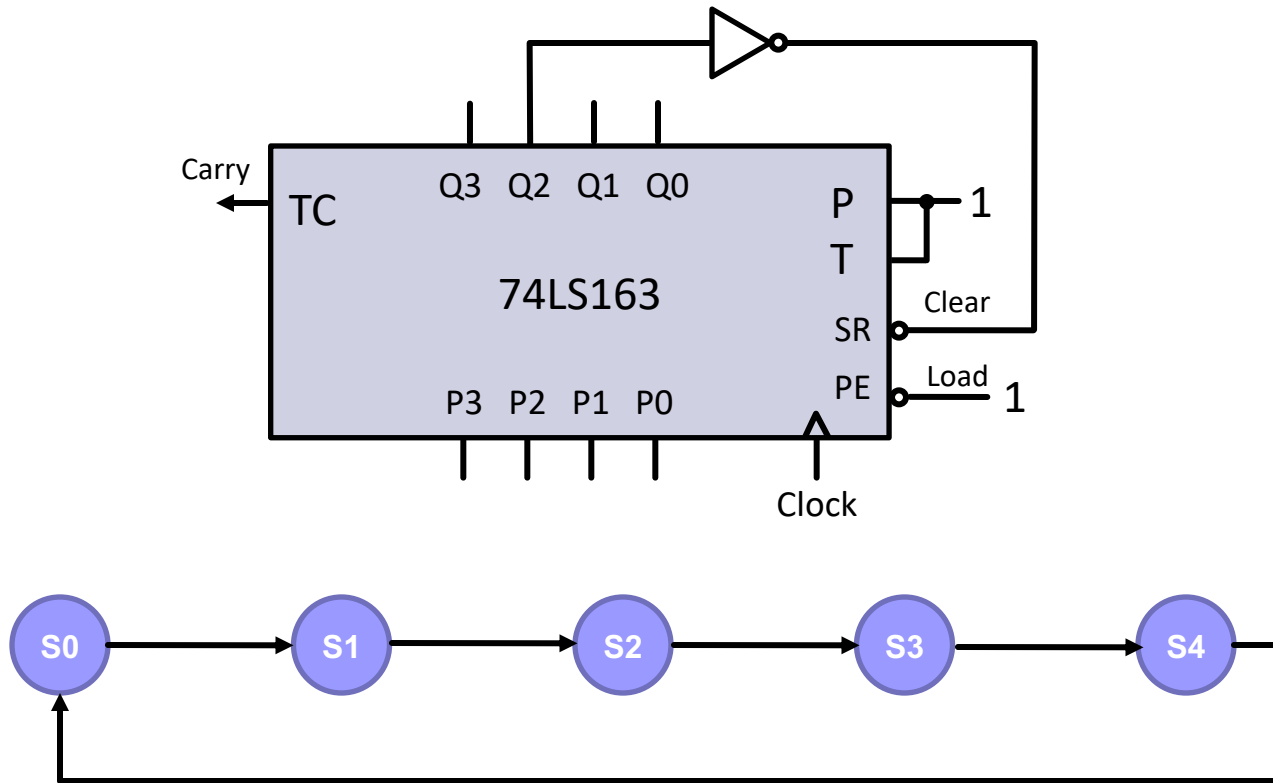 Carry
TC
Q3 Q2 Q1 Q0
P
1
T
74LS163
Clear
SR
Load
PE
1
P3 P2 P1 P0
Clock
S0 S1 S2 S3 S4